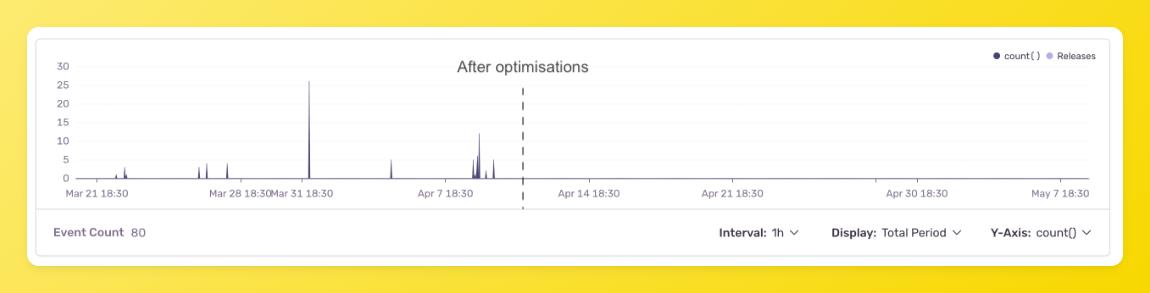 count() Releases
After optimisations
30
25
20
15
10
5
0
Mar 21 18:30 Mar 28 18:30 Mar 31 18:30 Apr 7 18:30 Apr 14 18:30 Apr 21 18:30 Apr 30 18:30 May 7 18:30
Event Count 80 Interval: 1h Display: Total Period Y-Axis: count()